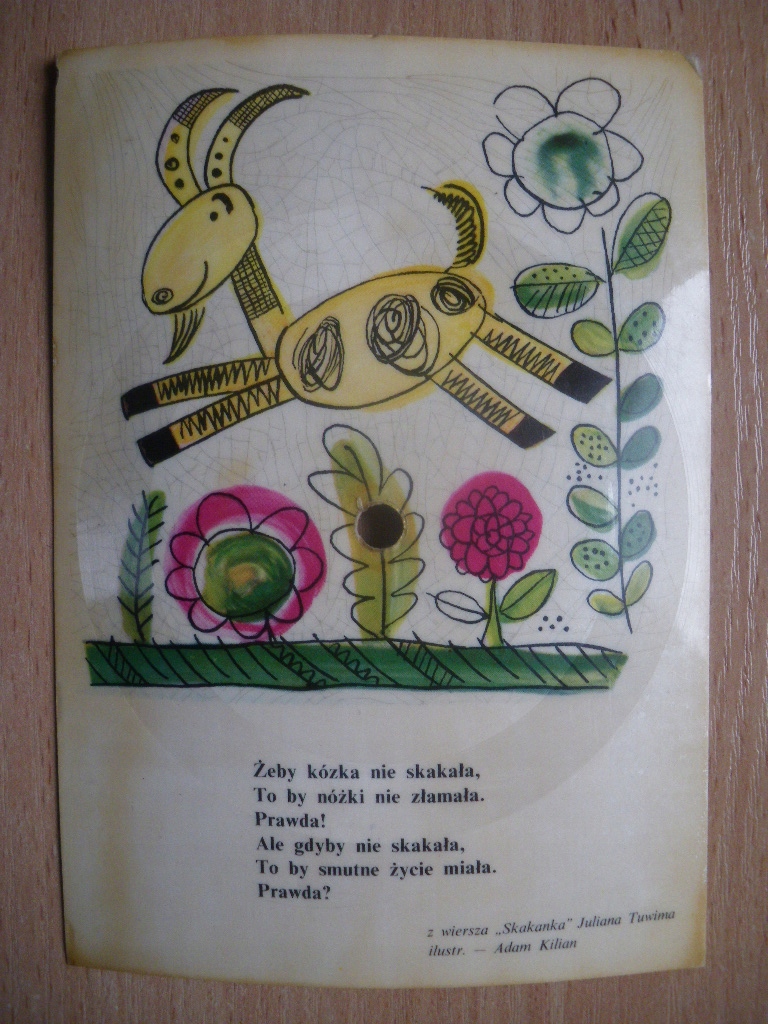 Żeby kózka nie skakała,
To by nóżki nie złamała.
Prawda!
Ale gdyby nie skakała,
To by smutne życie miała.
Prawda?
z wiersza „Skakanka" Juliana Tuwima
ilustr. — Adam Kilian